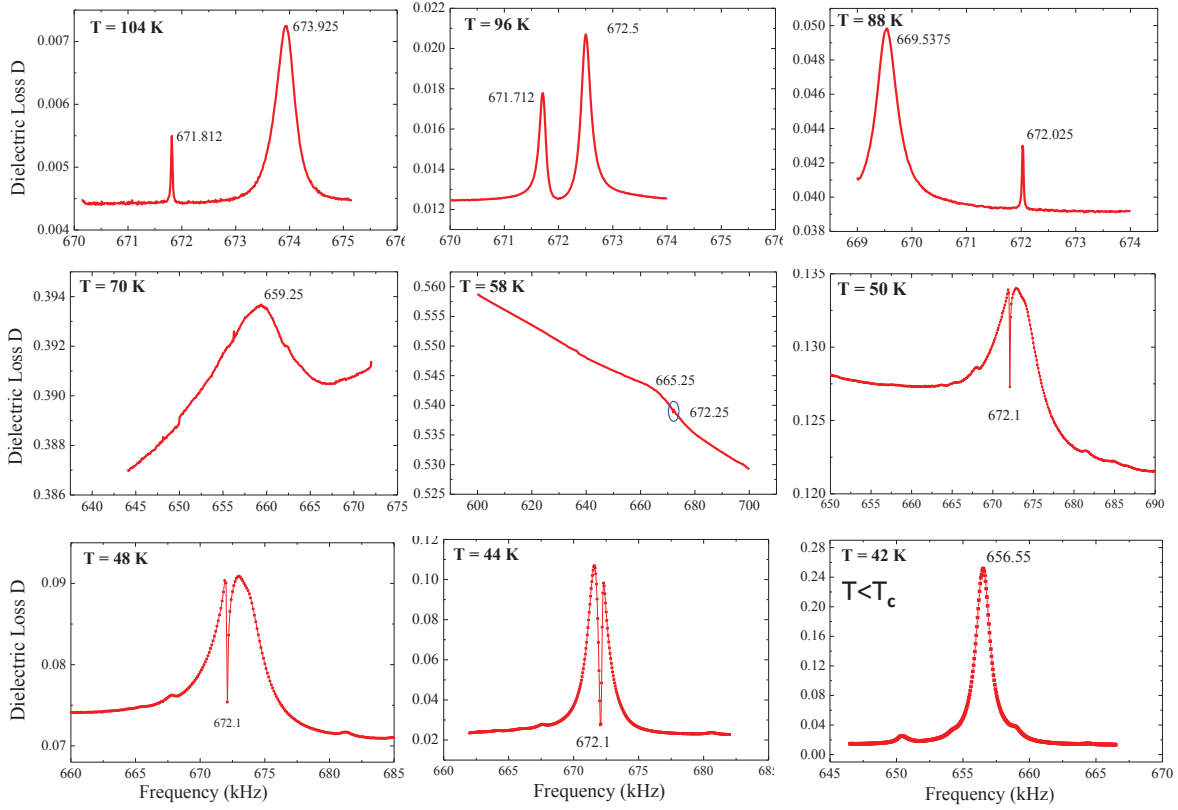 T = 104 K
673.925
671.812
0.007
0.006
0.005
0.004
670 671 672 673 674 675 676
Dielectric Loss D
T = 96 K
672.5
671.712
0.022
0.020
0.018
0.016
0.014
0.012
670 671 672 673 674 675 676
T = 88 K
669.5375
672.025
0.050
0.048
0.046
0.044
0.042
0.040
0.038
669 670 671 672 673 674
T = 70 K
659.25
0.394
0.392
0.390
0.388
0.386
640 645 650 655 660 665 670 675
Dielectric Loss D
T = 58 K
665.25
672.25
0.560
0.555
0.550
0.545
0.540
0.535
0.530
0.525
600 620 640 660 680 700
T = 50 K
672.1
0.135
0.130
0.125
0.120
650 655 660 665 670 675 680 685 690
T = 48 K
672.1
0.09
0.08
0.07
660 665 670 675 680 685
Dielectric Loss D
Frequency (kHz)
T = 44 K
672.1
0.12
0.10
0.08
0.06
0.04
0.02
660 665 670 675 680 685
Frequency (kHz)
T = 42 K
T<Tc
656.55
0.28
0.24
0.20
0.16
0.12
0.08
0.04
0.00
645 650 655 660 665 670
Frequency (kHz)